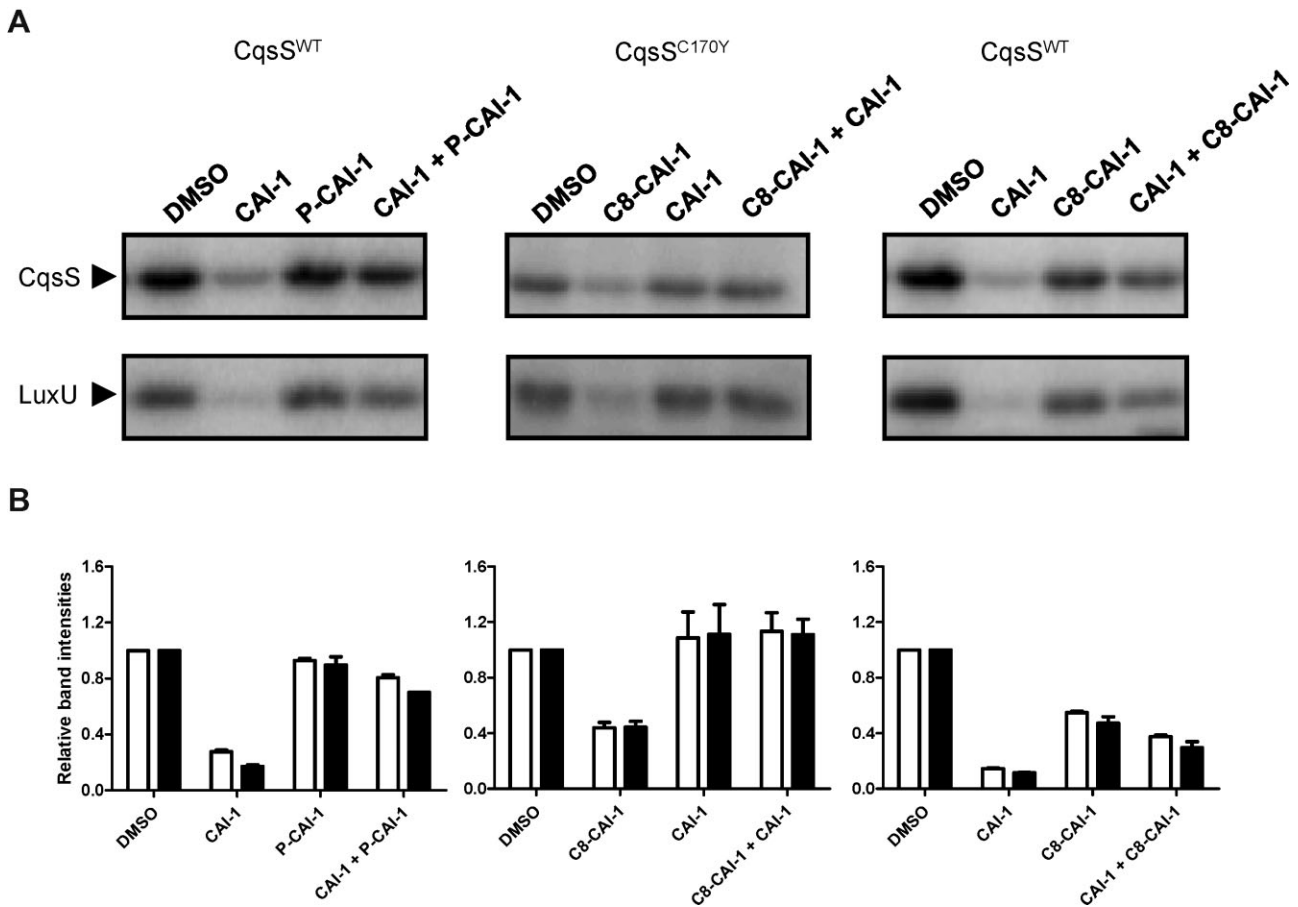 A
CqsS^WT CqsS^C170Y CqsS^WT
DMSO CAI-1 P-CAI-1 CAI-1 + P-CAI-1 DMSO C8-CAI-1 CAI-1 C8-CAI-1 + CAI-1 DMSO CAI-1 C8-CAI-1 CAI-1 + C8-CAI-1
CqsS
LuxU
B
Relative band intensities
1.6 1.6 1.6
1.2 1.2 1.2
0.8 0.8 0.8
0.4 0.4 0.4
0.0 0.0 0.0
DMSO CAI-1 P-CAI-1 CAI-1 + P-CAI-1 DMSO C8-CAI-1 CAI-1 C8-CAI-1 + CAI-1 DMSO CAI-1 C8-CAI-1 CAI-1 + C8-CAI-1